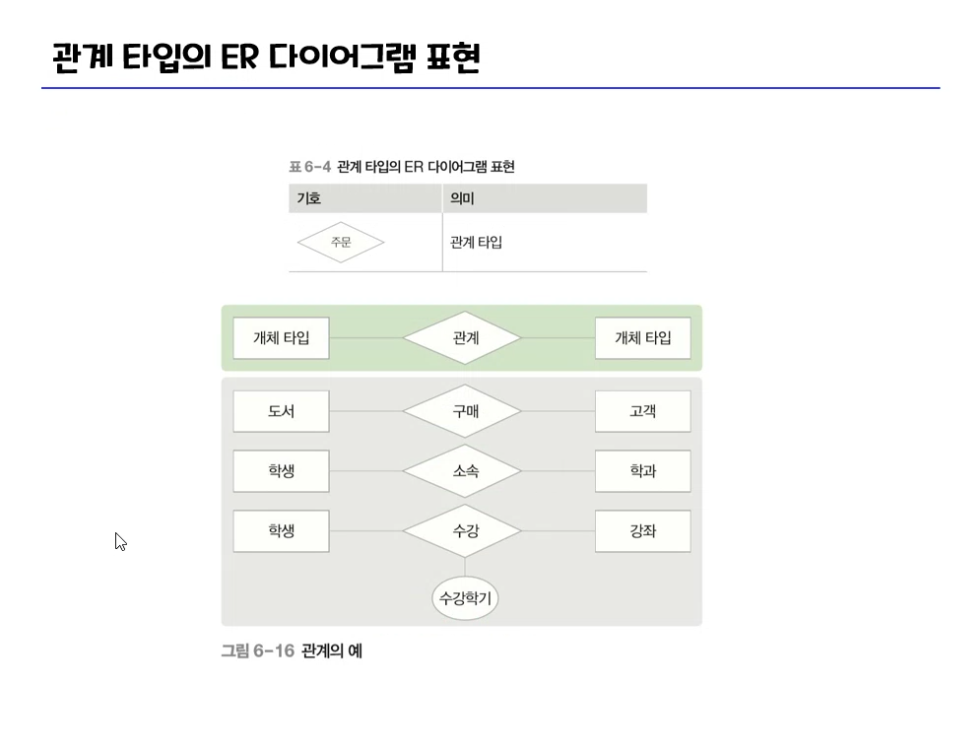 관계 타입의 ER 다이어그램 표현
표 6-4 관계 타입의 ER 다이어그램 표현
기호 의미
주문 관계 타입
개체 타입 관계 개체 타입
도서 구매 고객
학생 소속 학과
학생 수강 강좌
수강학기
그림 6-16 관계의 예